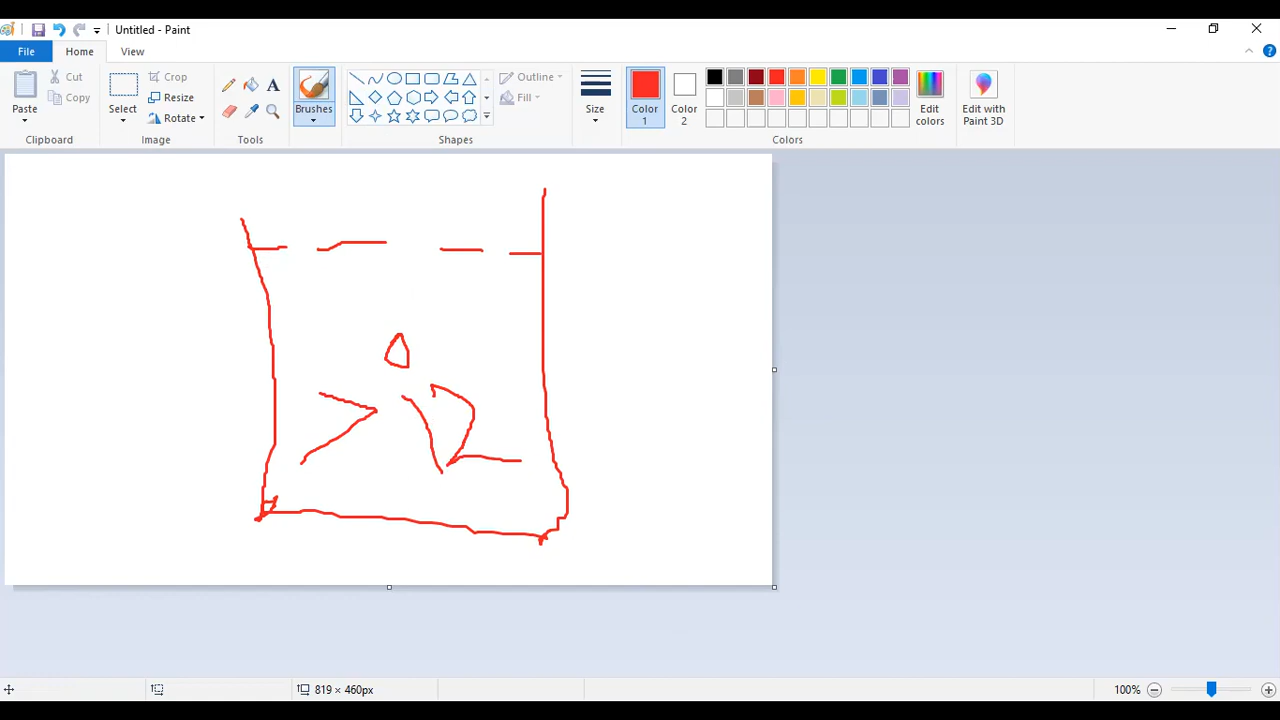 Untitled - Paint
File
Home
View
Paste
Cut
Copy
Clipboard
Select
Crop
Resize
Rotate
Image
Tools
Brushes
Shapes
Outline
Fill
Size
Color 1
Color 2
Edit colors
Edit with Paint 3D
Colors
819 × 460px
100%